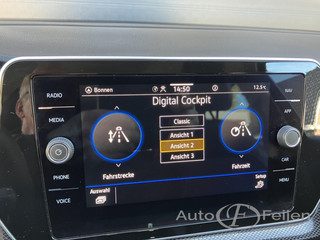 Bonnen 14:50 12.5°C
RADIO
NAV
Digital Cockpit
MEDIA
APP
Classic
Ansicht 1
Ansicht 2
Ansicht 3
PHONE
CAR
Fahrstrecke
Fahrzeit
Auswahl
Setup
VOICE
MENU
Auto Feilen